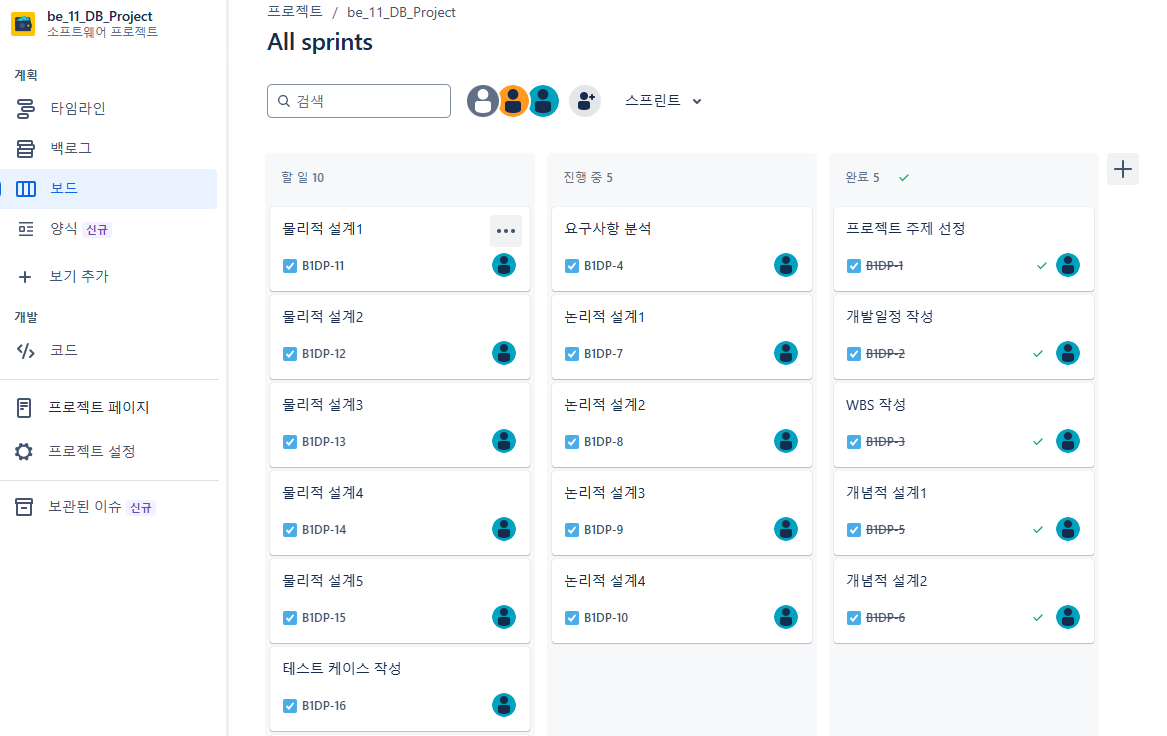 be_11_DB_Project
소프트웨어 프로젝트
계획
타임라인
백로그
보드
양식 신규
보기 추가
개발
코드
프로젝트 페이지
프로젝트 설정
보관된 이슈 신규
프로젝트 / be_11_DB_Project
All sprints
검색
스프린트
할 일 10
물리적 설계1
B1DP-11
물리적 설계2
B1DP-12
물리적 설계3
B1DP-13
물리적 설계4
B1DP-14
물리적 설계5
B1DP-15
테스트 케이스 작성
B1DP-16
진행 중 5
요구사항 분석
B1DP-4
논리적 설계1
B1DP-7
논리적 설계2
B1DP-8
논리적 설계3
B1DP-9
논리적 설계4
B1DP-10
완료 5
프로젝트 주제 선정
B1DP-1
개발일정 작성
B1DP-2
WBS 작성
B1DP-3
개념적 설계1
B1DP-5
개념적 설계2
B1DP-6